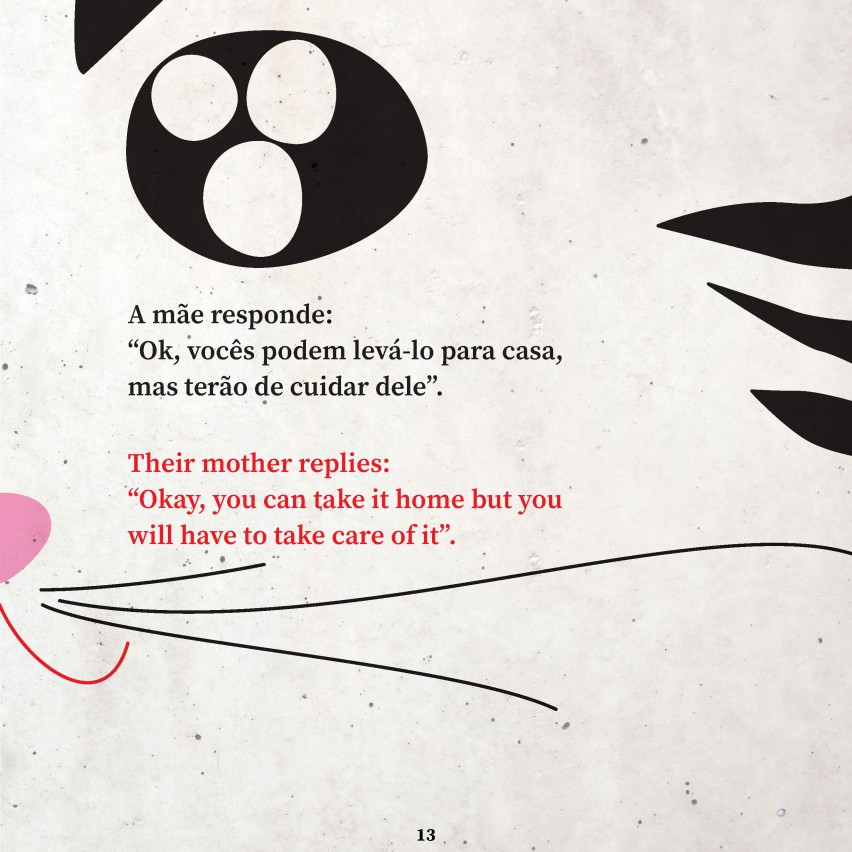 A mãe responde:
“Ok, vocês podem levá-lo para casa,
mas terão de cuidar dele”.
Their mother replies:
“Okay, you can take it home but you
will have to take care of it”.
13